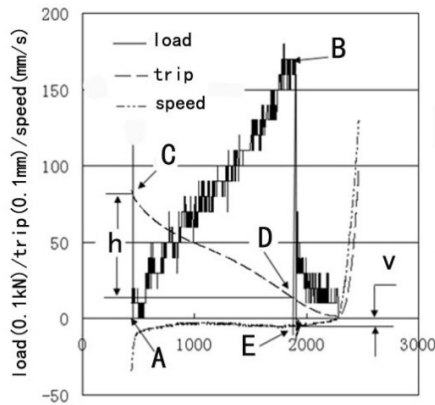 load(0.1kN)/trip(0.1mm)/speed(mm/s)
200
150
100
50
0
-50
load
trip
speed
B
C
h
D
v
A
E
1000
2000
3000